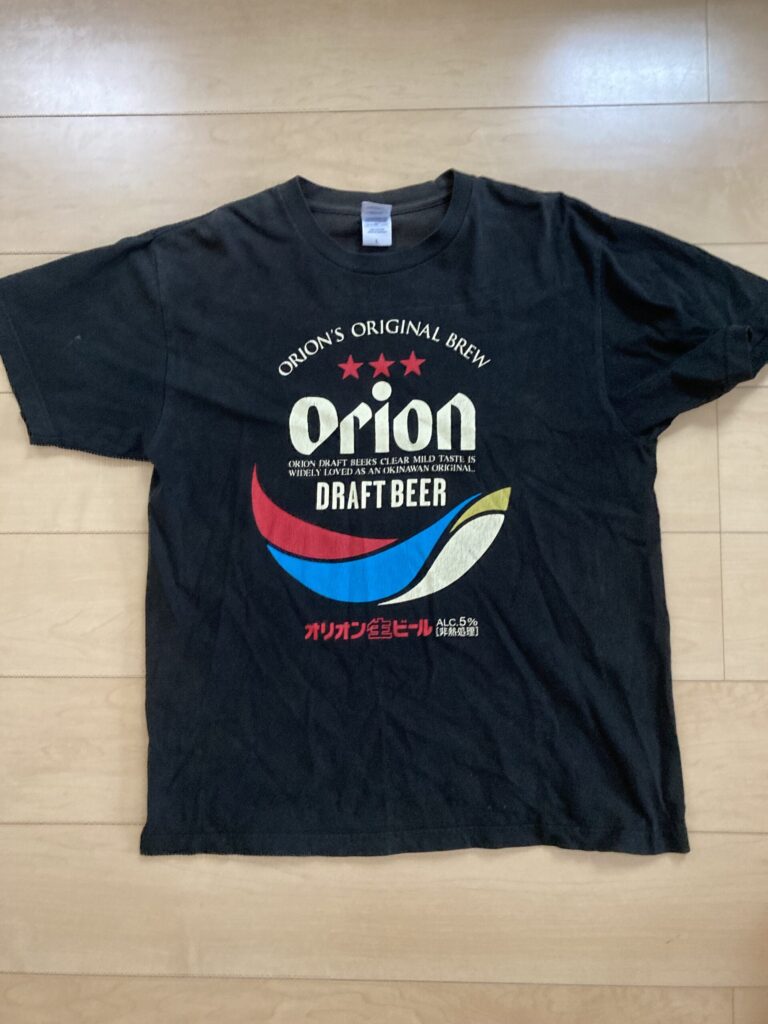 L
ORION'S ORIGINAL BREW
Orion
ORION DRAFT BEER'S CLEAR MILD TASTE IS
WIDELY LOVED AS AN OKINAWAN ORIGINAL.
DRAFT BEER
オリオン生ビール ALC.5%
[非熱処理]